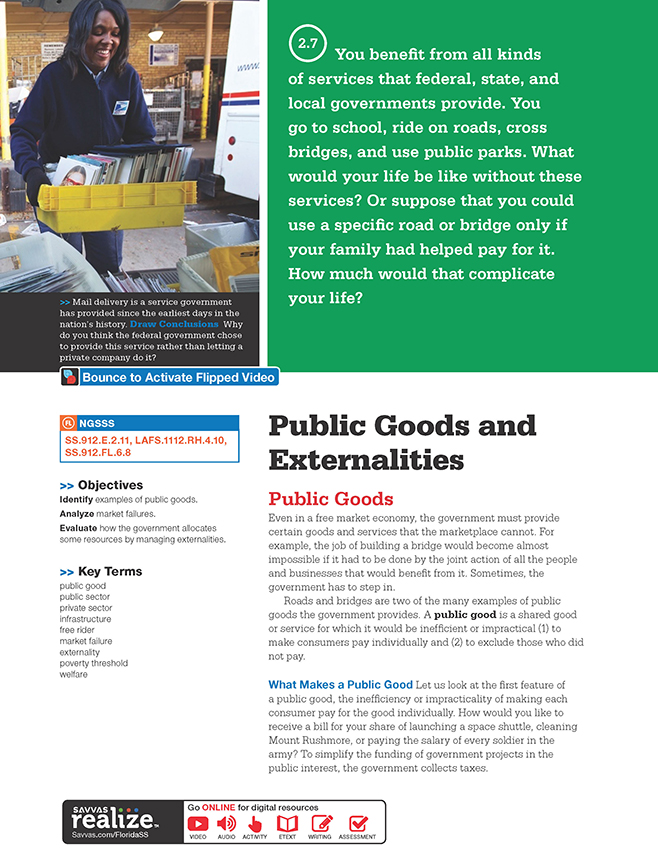 2.7
You benefit from all kinds
of services that federal, state, and
local governments provide. You
go to school, ride on roads, cross
bridges, and use public parks. What
would your life be like without these
services? Or suppose that you could
use a specific road or bridge only if
your family had helped pay for it.
How much would that complicate
your life?
>> Mail delivery is a service government
has provided since the earliest days in the
nation's history. Draw Conclusions Why
do you think the federal government chose
to provide this service rather than letting a
private company do it?
Bounce to Activate Flipped Video
FL NGSSS
SS.912.E.2.11, LAFS.1112.RH.4.10,
SS.912.FL.6.8
>> Objectives
Identify examples of public goods.
Analyze market failures.
Evaluate how the government allocates
some resources by managing externalities.
>> Key Terms
public good
public sector
private sector
infrastructure
free rider
market failure
externality
poverty threshold
welfare
Public Goods and
Externalities
Public Goods
Even in a free market economy, the government must provide
certain goods and services that the marketplace cannot. For
example, the job of building a bridge would become almost
impossible if it had to be done by the joint action of all the people
and businesses that would benefit from it. Sometimes, the
government has to step in.
Roads and bridges are two of the many examples of public
goods the government provides. A public good is a shared good
or service for which it would be inefficient or impractical (1) to
make consumers pay individually and (2) to exclude those who did
not pay.
What Makes a Public Good Let us look at the first feature of
a public good, the inefficiency or impracticality of making each
consumer pay for the good individually. How would you like to
receive a bill for your share of launching a space shuttle, cleaning
Mount Rushmore, or paying the salary of every soldier in the
army? To simplify the funding of government projects in the
public interest, the government collects taxes.
SAVVAS
realize™
Savvas.com/FloridaSS
Go ONLINE for digital resources
VIDEO AUDIO ACTIVITY ETEXT WRITING ASSESSMENT